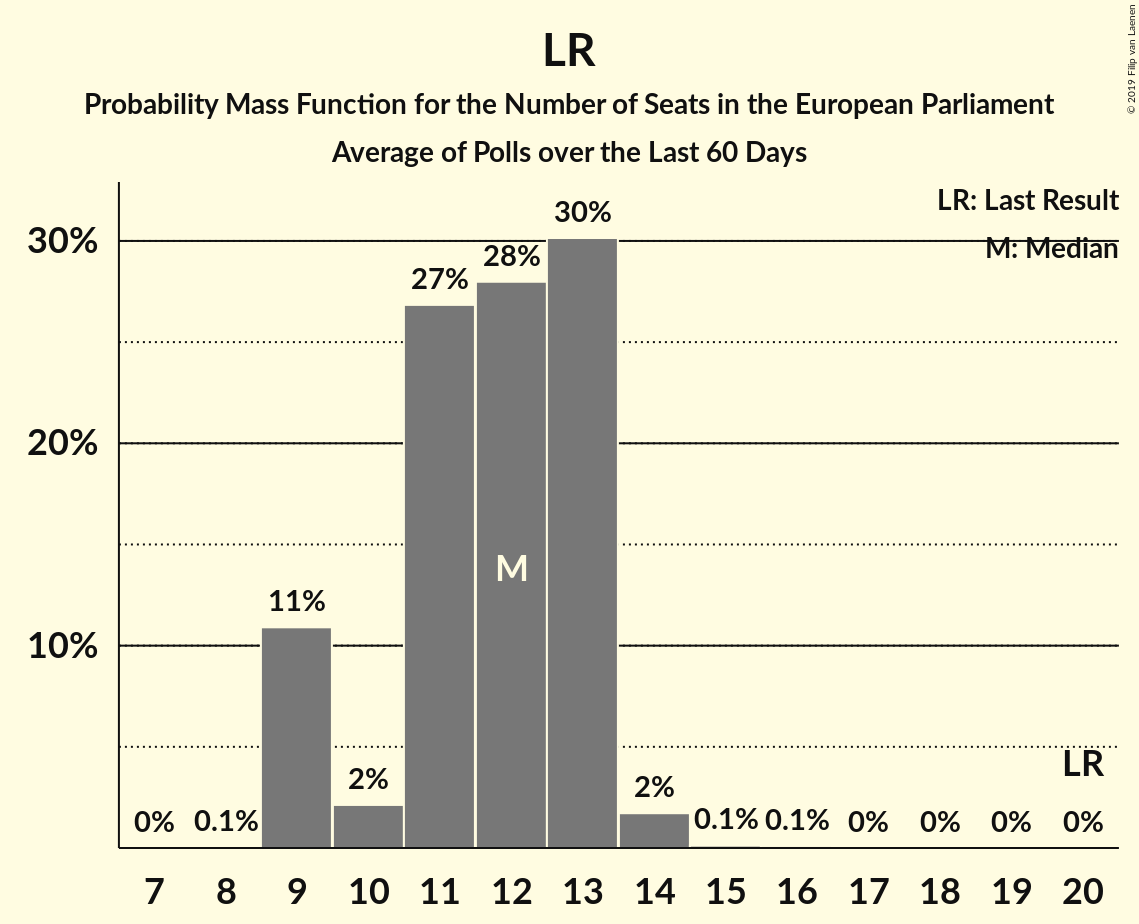 LR
Probability Mass Function for the Number of Seats in the European Parliament
Average of Polls over the Last 60 Days
© 2019 Filip van Laenen
LR: Last Result
M: Median
30%
20%
10%
0%
0.1%
11%
2%
27%
28%
30%
2%
0.1%
0.1%
0%
0%
0%
0%
M
LR
7 8 9 10 11 12 13 14 15 16 17 18 19 20